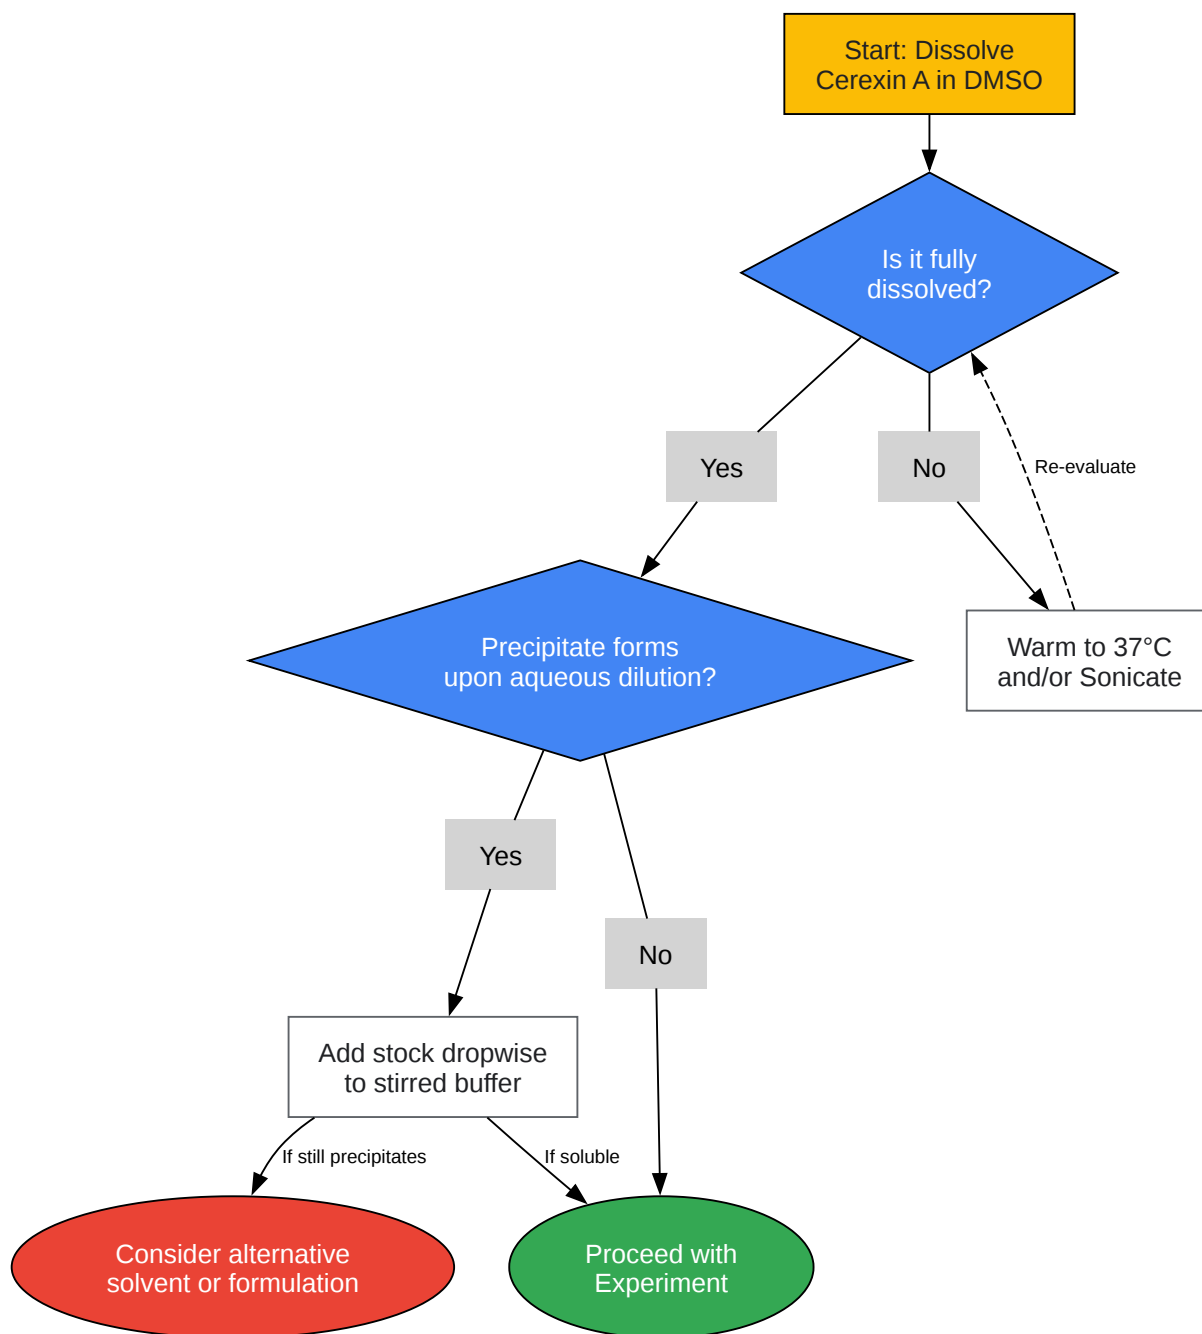 Start: Dissolve
Cerexin A in DMSO
Is it fully
dissolved?
Yes
No
Re-evaluate
Precipitate forms
upon aqueous dilution?
Warm to 37°C
and/or Sonicate
Yes
No
Add stock dropwise
to stirred buffer
If still precipitates
If soluble
Consider alternative
solvent or formulation
Proceed with
Experiment